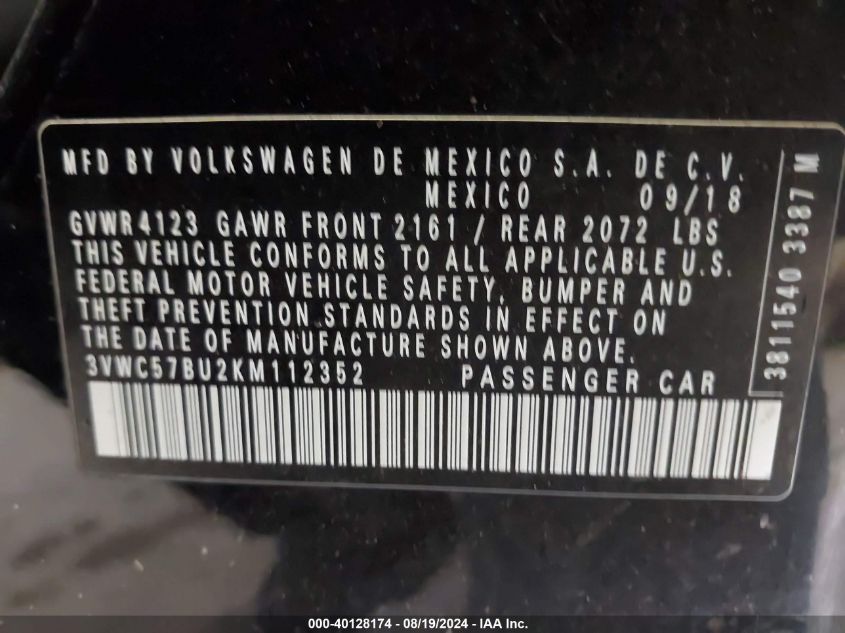 MFD BY VOLKSWAGEN DE MEXICO S.A. DE C.V.
MEXICO 09/18
GVWR4123 GAWR FRONT 2161 / REAR 2072 LBS
THIS VEHICLE CONFORMS TO ALL APPLICABLE U.S.
FEDERAL MOTOR VEHICLE SAFETY, BUMPER AND
THEFT PREVENTION STANDARDS IN EFFECT ON
THE DATE OF MANUFACTURE SHOWN ABOVE.
3VWC57BU2KM112352 PASSENGER CAR
3811540 3387 M
000-40128174 - 08/19/2024 - IAA Inc.